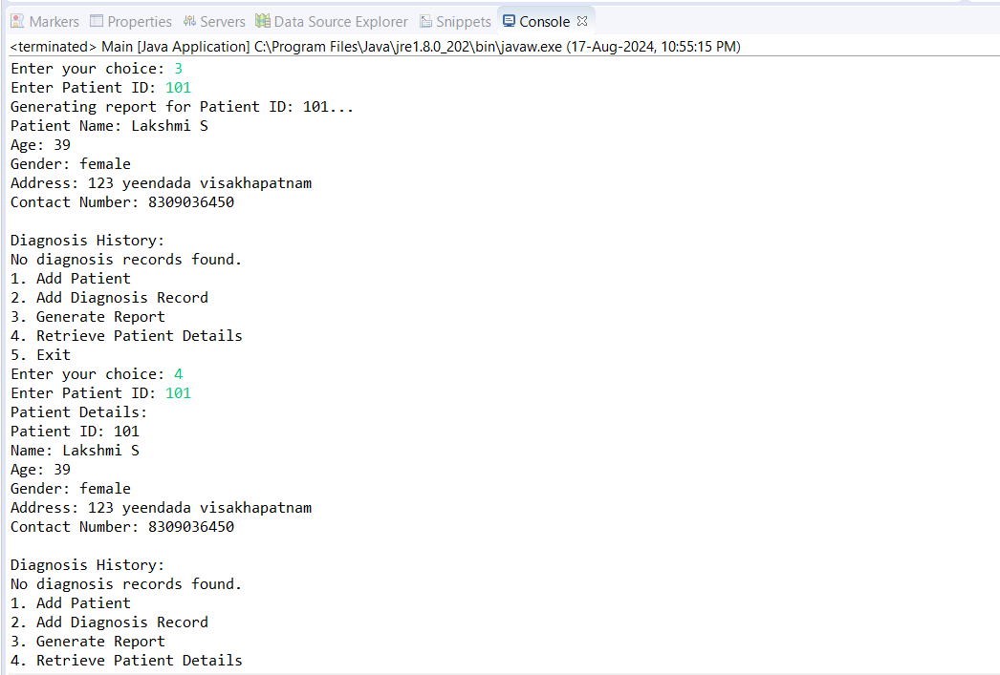 Markers Properties Servers Data Source Explorer Snippets Console
<terminated> Main [Java Application] C:\Program Files\Java\jre1.8.0_202\bin\javaw.exe (17-Aug-2024, 10:55:15 PM)
Enter your choice: 3
Enter Patient ID: 101
Generating report for Patient ID: 101...
Patient Name: Lakshmi S
Age: 39
Gender: female
Address: 123 yeendada visakhapatnam
Contact Number: 8309036450
Diagnosis History:
No diagnosis records found.
1. Add Patient
2. Add Diagnosis Record
3. Generate Report
4. Retrieve Patient Details
5. Exit
Enter your choice: 4
Enter Patient ID: 101
Patient Details:
Patient ID: 101
Name: Lakshmi S
Age: 39
Gender: female
Address: 123 yeendada visakhapatnam
Contact Number: 8309036450
Diagnosis History:
No diagnosis records found.
1. Add Patient
2. Add Diagnosis Record
3. Generate Report
4. Retrieve Patient Details